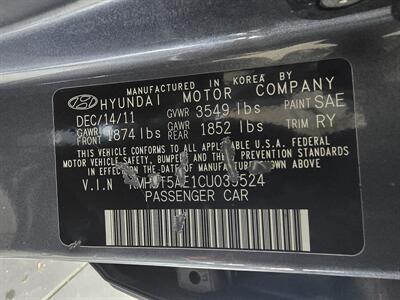 MANUFACTURED IN KOREA BY
HYUNDAI MOTOR COMPANY
DEC/14/11 GVWR 3549 lbs PAINT SAE
GAWR FRONT 1874 lbs GAWR REAR 1852 lbs TRIM RY
THIS VEHICLE CONFORMS TO ALL APPLICABLE U.S.A. FEDERAL
MOTOR VEHICLE SAFETY, BUMPER, AND THEFT PREVENTION STANDARDS
IN EFFECT ON THE DATE OF MANUFACTURE SHOWN ABOVE.
V.I.N
PASSENGER CAR